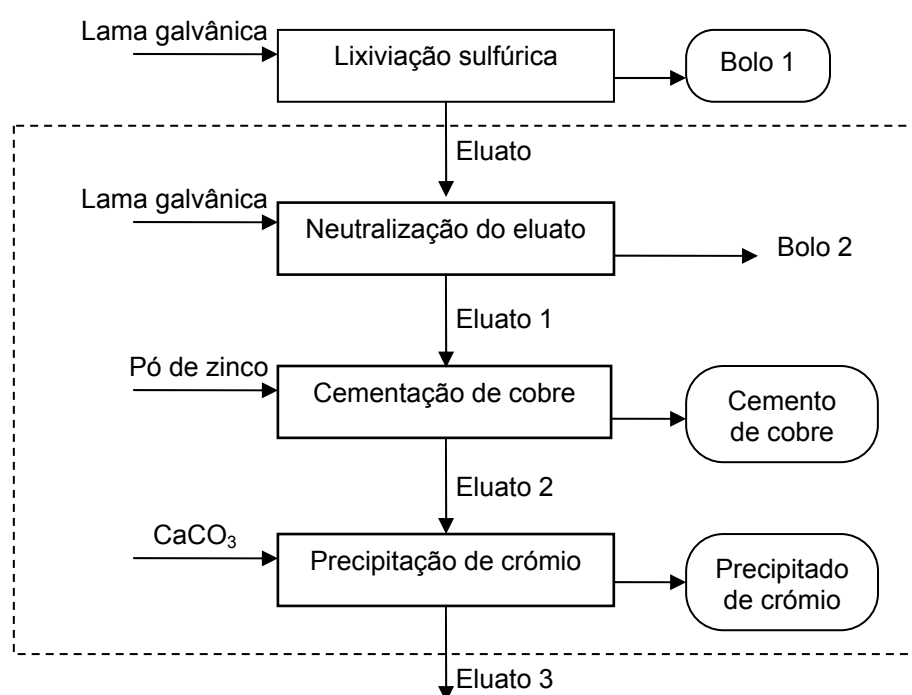 Lama galvânica
Lixiviação sulfúrica
Bolo 1
Eluato
Lama galvânica
Neutralização do eluato
Bolo 2
Eluato 1
Pó de zinco
Cementação de cobre
Cemento
de cobre
Eluato 2
CaCO₃
Precipitação de crómio
Precipitado
de crómio
Eluato 3